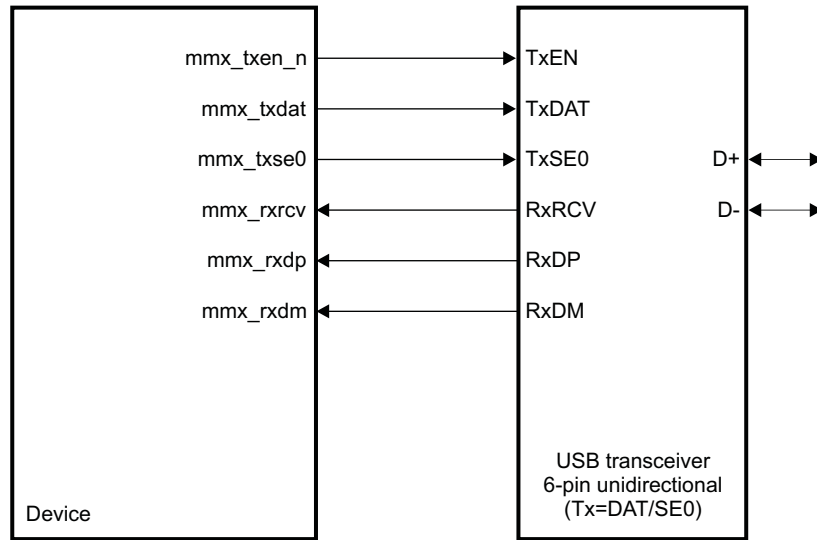 mmx_txen_n TxEN
mmx_txdat TxDAT
mmx_txse0 TxSE0 D+
mmx_rxrcv RxRCV D-
mmx_rxdp RxDP
mmx_rxdm RxDM
USB transceiver
6-pin unidirectional
(Tx=DAT/SE0)
Device